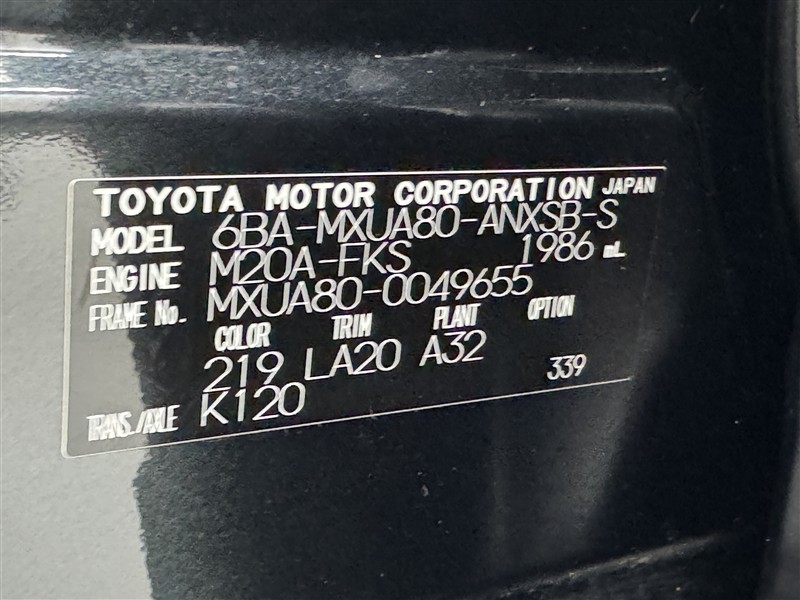 TOYOTA MOTOR CORPORATION JAPAN
MODEL 6BA-MXUA80-ANXSB-S
ENGINE M20A-FKS 1986 mL
FRAME No. MXUA80-0049655
COLOR TRIM PLANT OPTION
219 LA20 A32
339
TRANS./AXLE K120